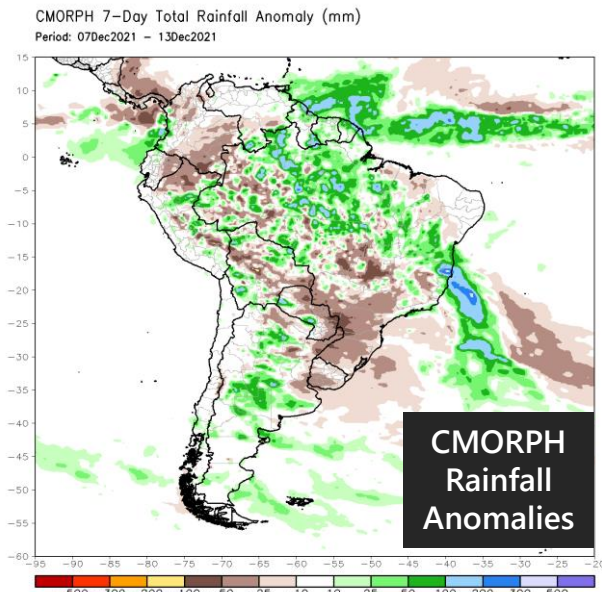 CMORPH 7-Day Total Rainfall Anomaly (mm)
Period: 07Dec2021 – 13Dec2021
15
10
5
0
-5
-10
-15
-20
-25
-30
-35
-40
-45
-50
-55
-60
CMORPH
Rainfall
Anomalies
-95 -90 -85 -80 -75 -70 -65 -60 -55 -50 -45 -40 -35 -30 -25 -20